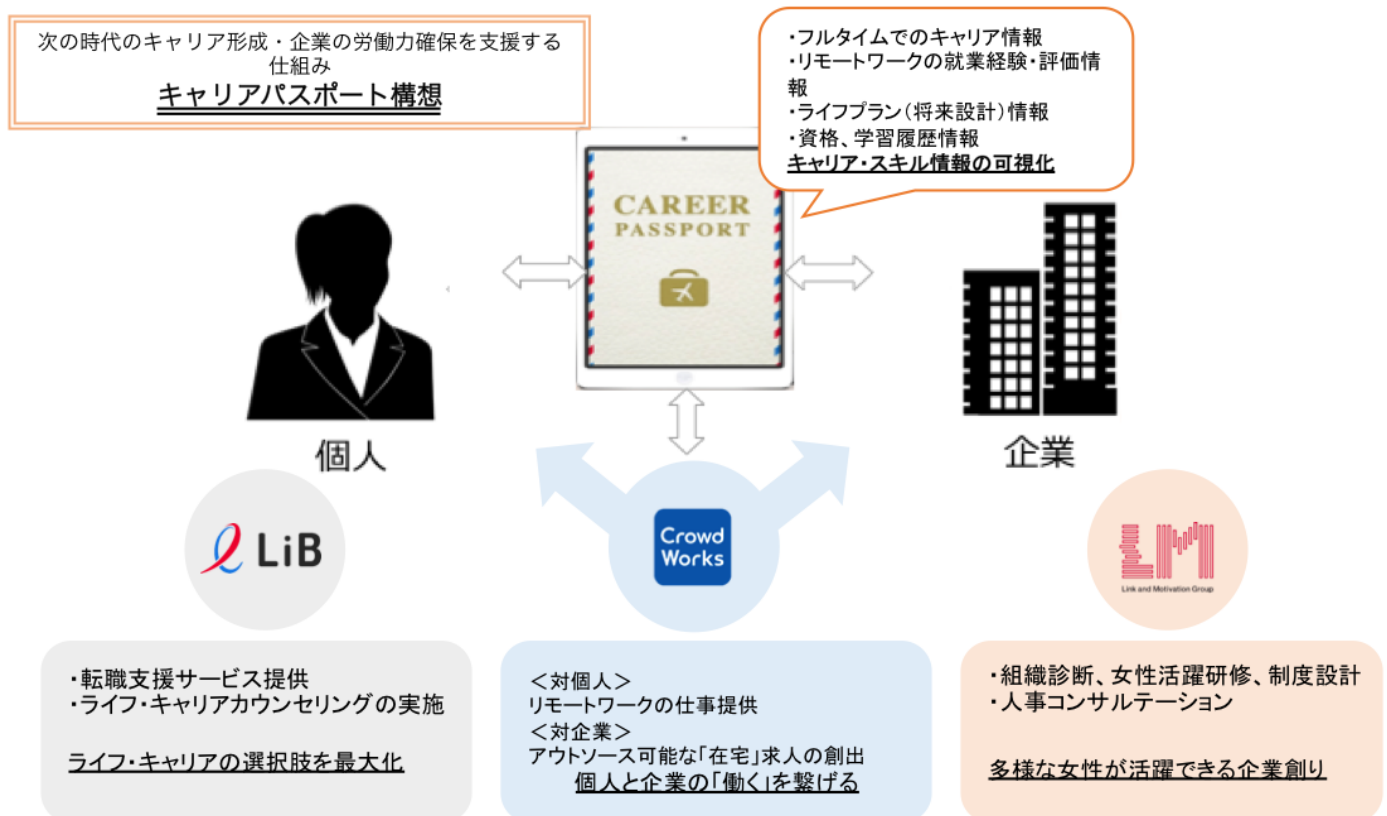 次の時代のキャリア形成・企業の労働力確保を支援する
仕組み
キャリアパスポート構想
・フルタイムでのキャリア情報
・リモートワークの就業経験・評価情
報
・ライフプラン(将来設計)情報
・資格、学習履歴情報
キャリア・スキル情報の可視化
CAREER
PASSPORT
個人
企業
LiB
Crowd
Works
LM
Link and Motivation Group
・転職支援サービス提供
・ライフ・キャリアカウンセリングの実施
ライフ・キャリアの選択肢を最大化
＜対個人＞
リモートワークの仕事提供
＜対企業＞
アウトソース可能な「在宅」求人の創出
個人と企業の「働く」を繋げる
・組織診断、女性活躍研修、制度設計
・人事コンサルテーション
多様な女性が活躍できる企業創り